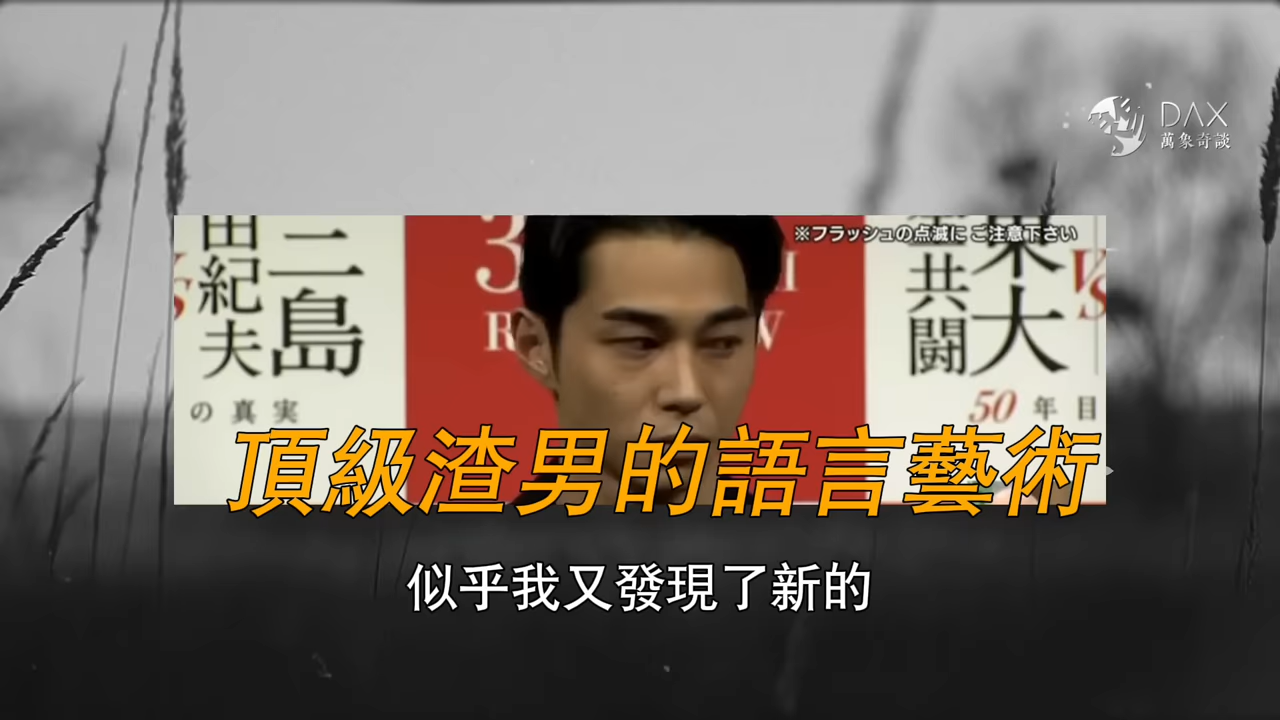 DAX
萬象奇談
※フラッシュの点滅に ご注意下さい
三島
由紀夫
VS
の真実
東大
共闘
VS
50年目
頂級渣男的語言藝術
似乎我又發現了新的